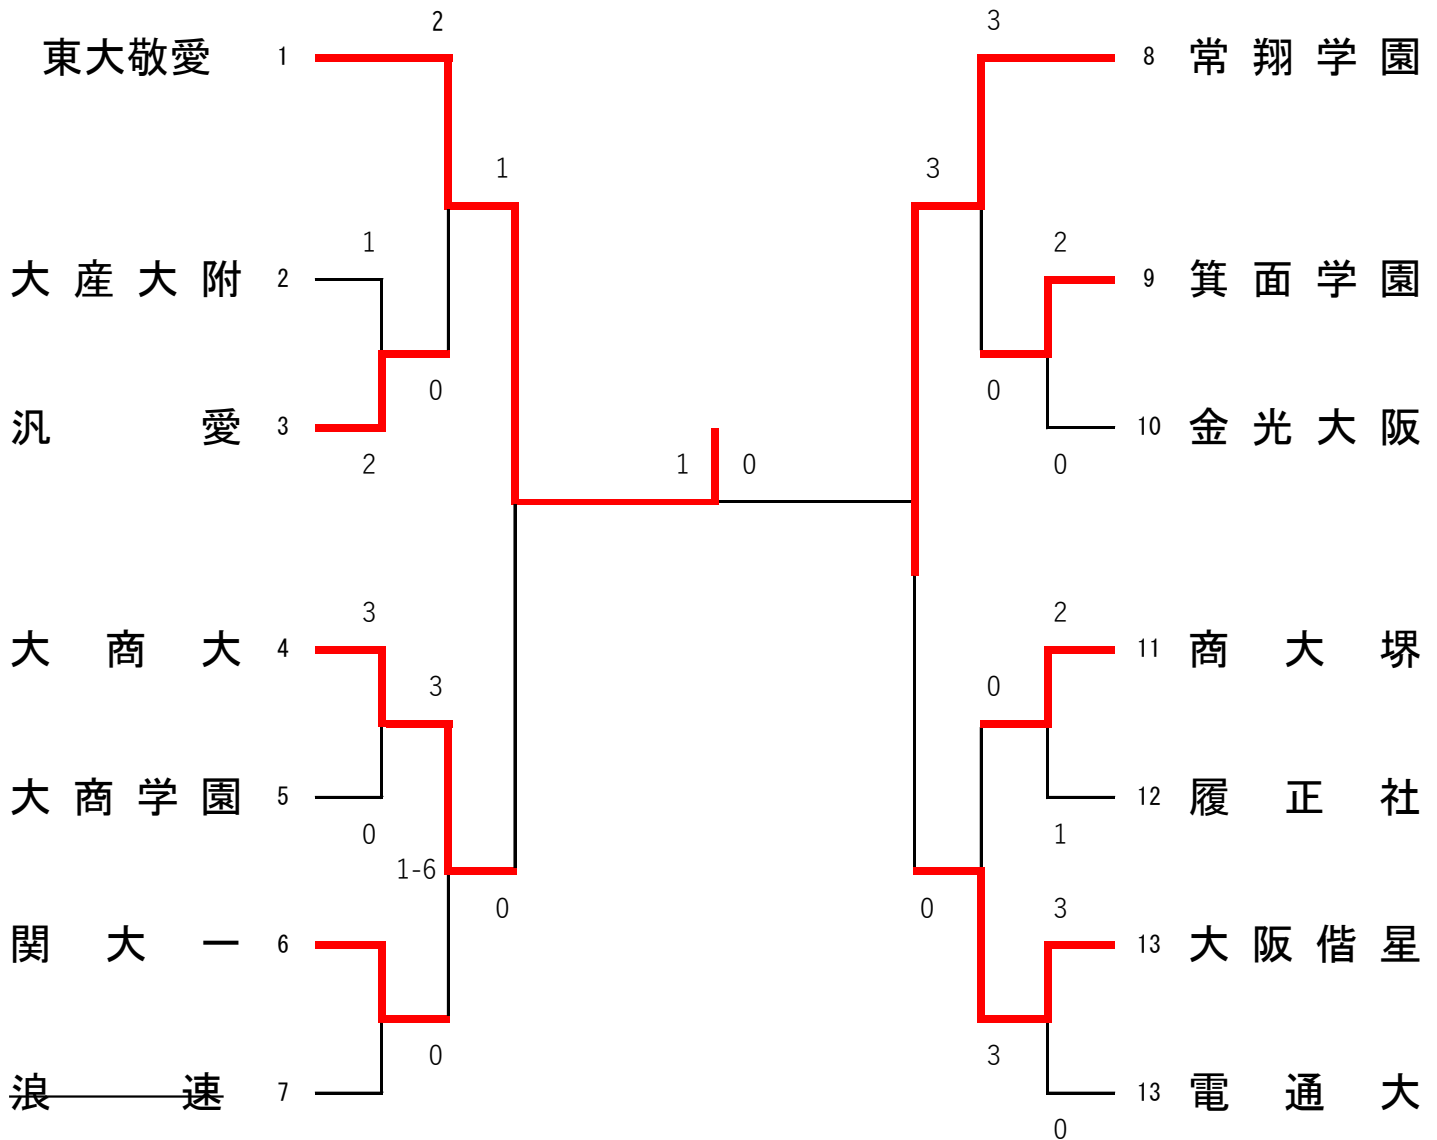 2
3
東大敬愛 1
8 常翔学園
1
3
1
2
大産大附 2
9 箕面学園
0
0
汎愛 3
10 金光大阪
2
1 0
0
3
2
大商大 4
11 商大堺
3
0
大商学園 5
12 履正社
0
1
1-6
0
0
3
関大一 6
13 大阪偕星
0
3
浪速 7
13 電通大
0